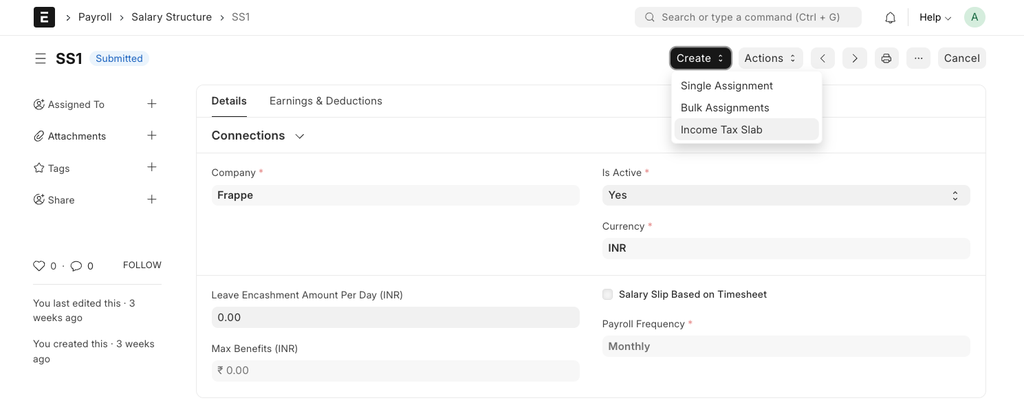 Payroll
Salary Structure
SS1
Search or type a command (Ctrl + G)
Help
A
SS1
Submitted
Create
Actions
Cancel
Single Assignment
Bulk Assignments
Income Tax Slab
Assigned To
Attachments
Tags
Share
0 · 0
FOLLOW
You last edited this · 3
weeks ago
You created this · 3 weeks
ago
Details
Earnings & Deductions
Connections
Company *
Frappe
Is Active *
Yes
Currency *
INR
Leave Encashment Amount Per Day (INR)
0.00
Max Benefits (INR)
₹ 0.00
Salary Slip Based on Timesheet
Payroll Frequency *
Monthly